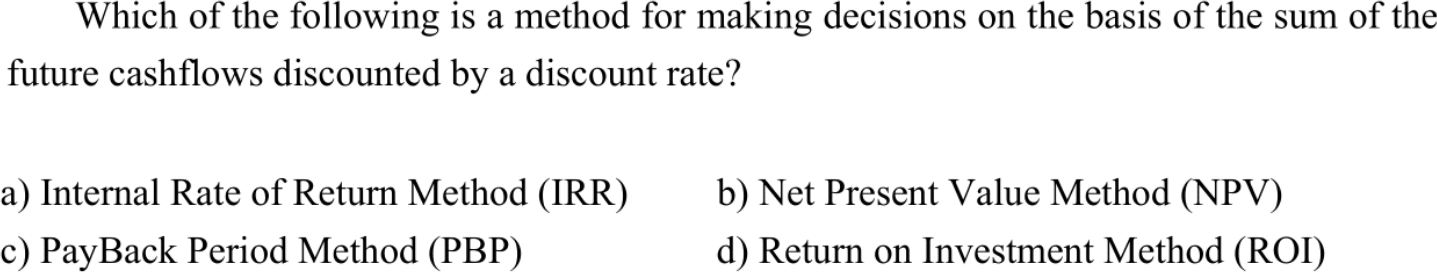 Which of the following is a method for making decisions on the basis of the sum of the
future cashflows discounted by a discount rate?
a) Internal Rate of Return Method (IRR) b) Net Present Value Method (NPV)
c) PayBack Period Method (PBP) d) Return on Investment Method (ROI)